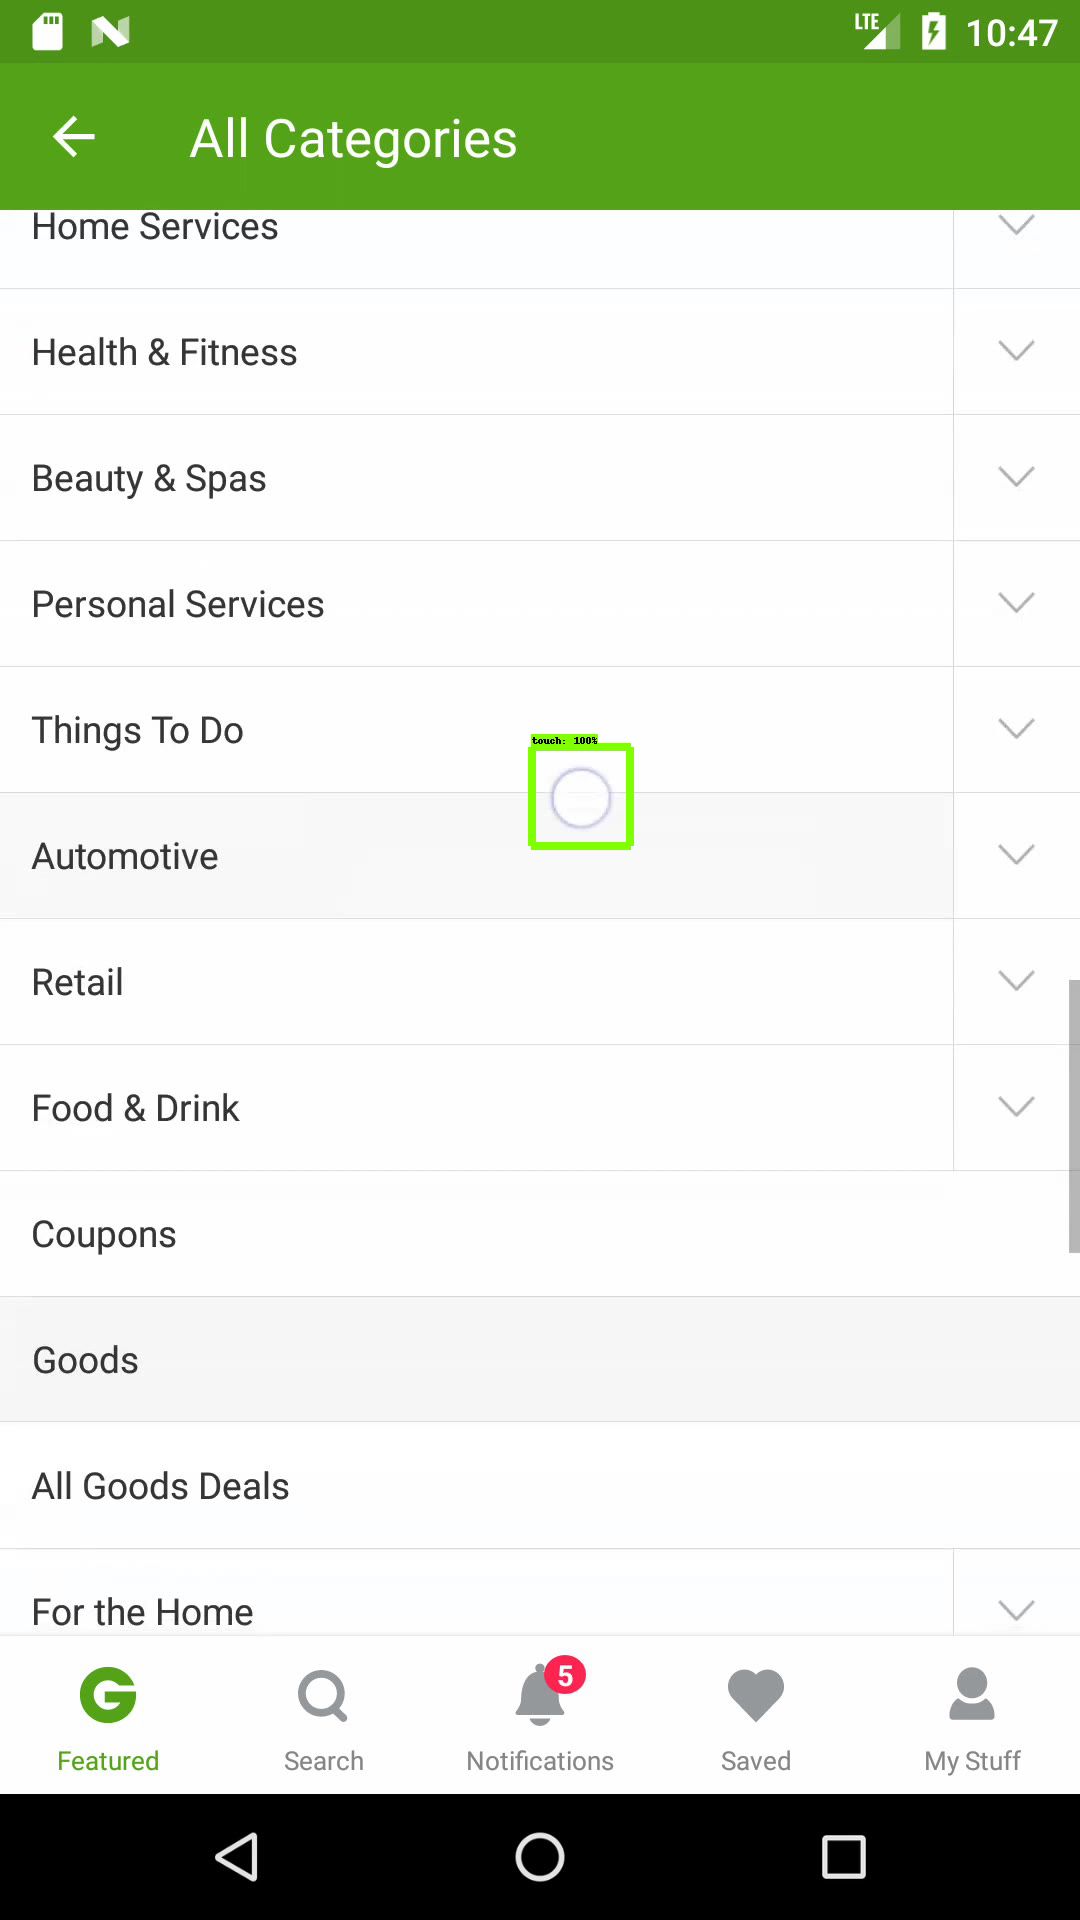 LTE 10:47
All Categories
Home Services
Health & Fitness
Beauty & Spas
Personal Services
Things To Do
touch: 100%
Automotive
Retail
Food & Drink
Coupons
Goods
All Goods Deals
For the Home
5
Featured Search Notifications Saved My Stuff